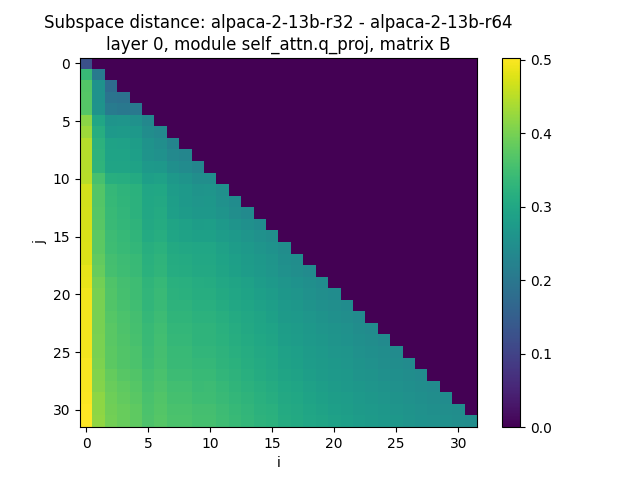 Subspace distance: alpaca-2-13b-r32 - alpaca-2-13b-r64
layer 0, module self_attn.q_proj, matrix B
0
5
10
15
20
25
30
j
0 5 10 15 20 25 30
i
0.5
0.4
0.3
0.2
0.1
0.0